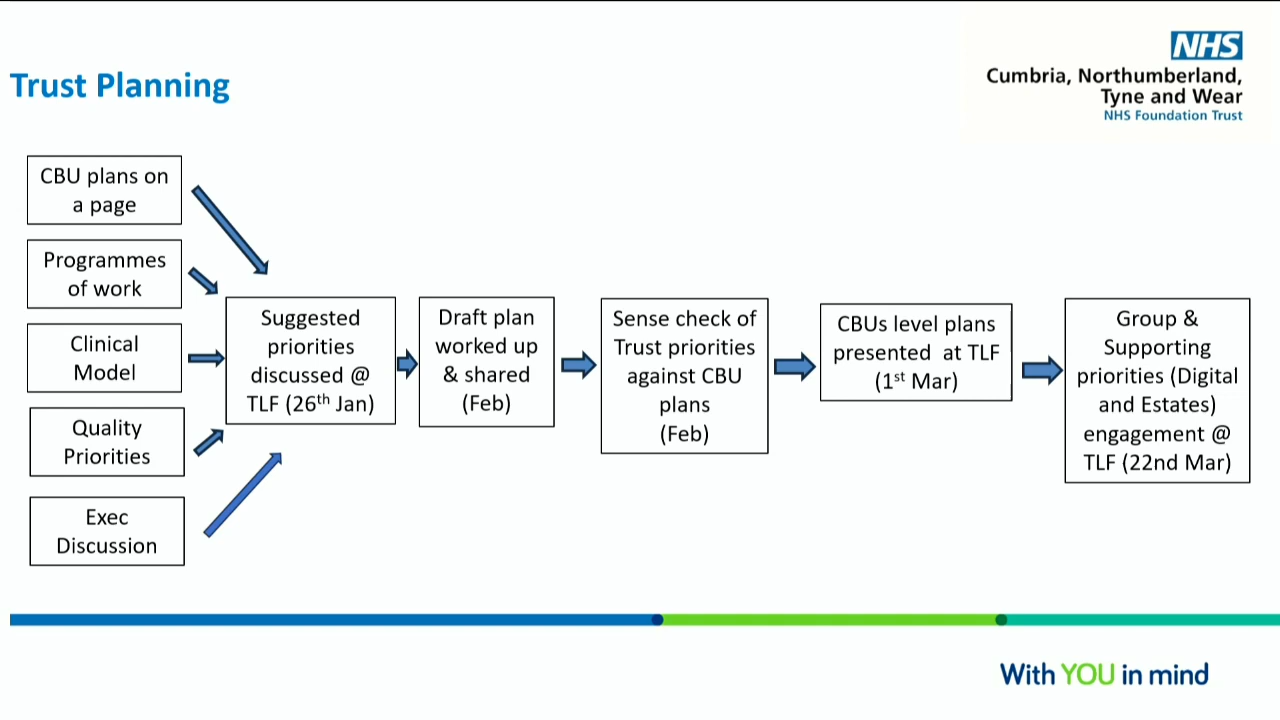 NHS
Cumbria, Northumberland,
Tyne and Wear
NHS Foundation Trust
Trust Planning
CBU plans on
a page
Programmes
of work
Clinical
Model
Quality
Priorities
Exec
Discussion
Suggested
priorities
discussed @
TLF (26th Jan)
Draft plan
worked up
& shared
(Feb)
Sense check of
Trust priorities
against CBU
plans
(Feb)
CBUs level plans
presented at TLF
(1st Mar)
Group &
Supporting
priorities (Digital
and Estates)
engagement @
TLF (22nd Mar)
With YOU in mind